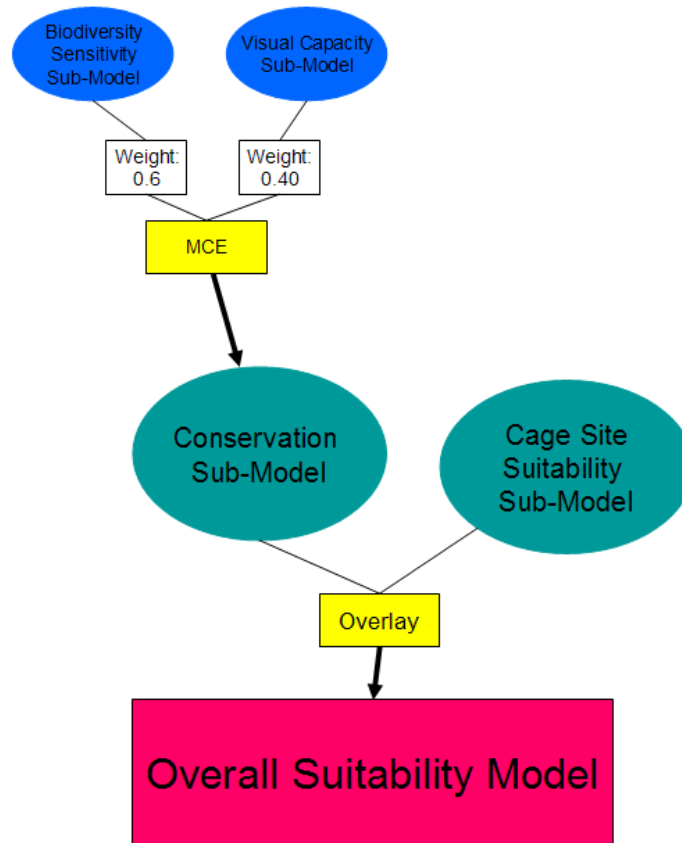 Biodiversity
Sensitivity
Sub-Model
Visual Capacity
Sub-Model
Weight:
0.6
Weight:
0.40
MCE
Conservation
Sub-Model
Cage Site
Suitability
Sub-Model
Overlay
Overall Suitability Model